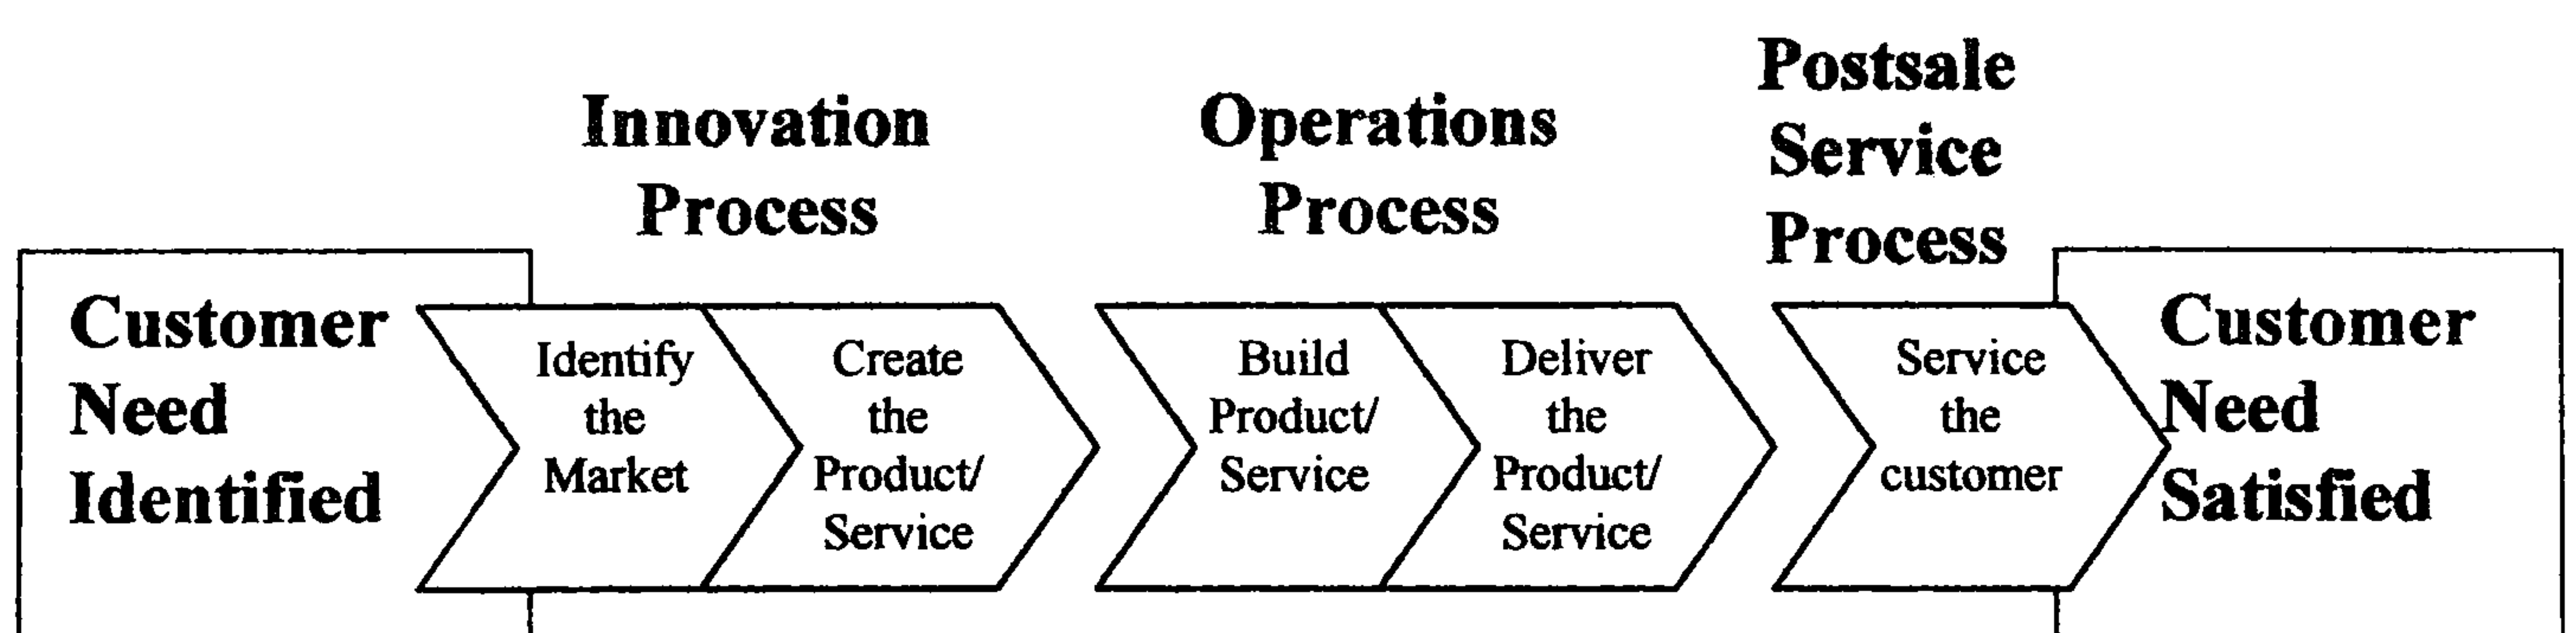 Innovation
Process
Operations
Process
Postsale
Service
Process
Customer
Need
Identified
Identify
the
Market
Create
the
Product/
Service
Build
Product/
Service
Deliver
the
Product/
Service
Service
the
customer
Customer
Need
Satisfied